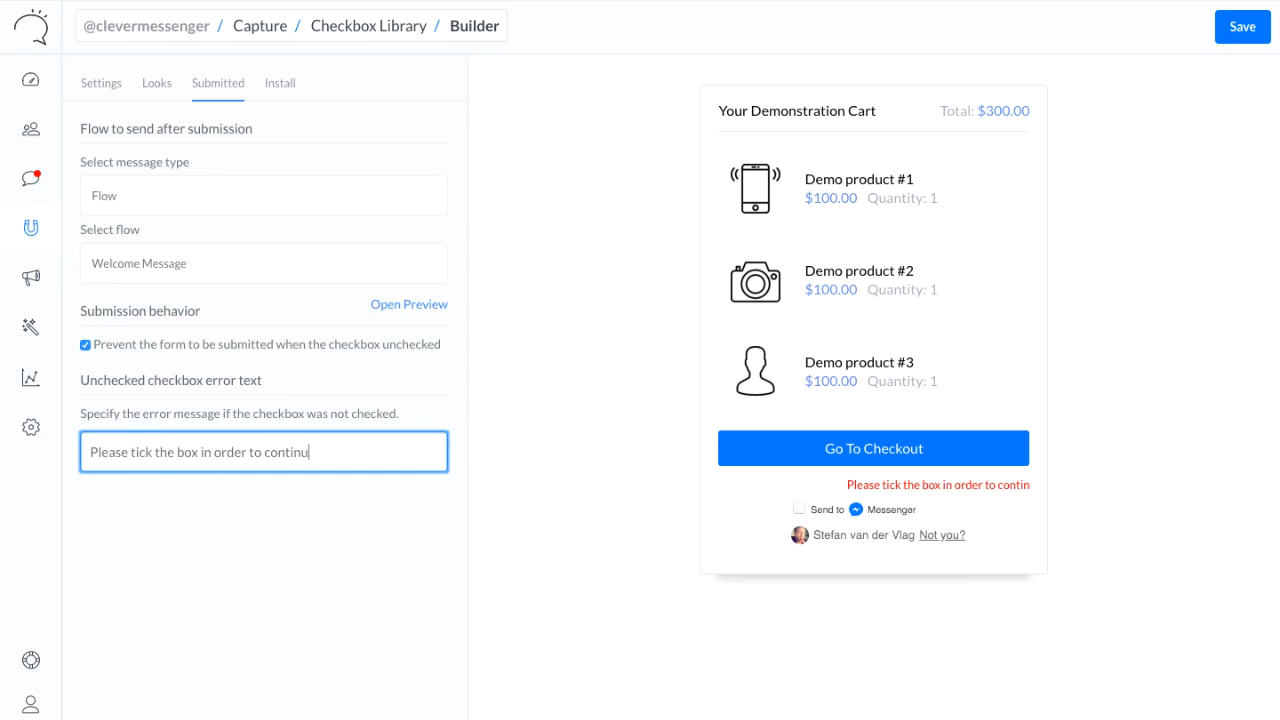 @clevermessenger / Capture / Checkbox Library / Builder
Save
Settings Looks Submitted Install
Flow to send after submission
Select message type
Flow
Select flow
Welcome Message
Submission behavior
Open Preview
Prevent the form to be submitted when the checkbox unchecked
Unchecked checkbox error text
Specify the error message if the checkbox was not checked.
Please tick the box in order to continu
Your Demonstration Cart
Total: $300.00
Demo product #1
$100.00 Quantity: 1
Demo product #2
$100.00 Quantity: 1
Demo product #3
$100.00 Quantity: 1
Go To Checkout
Please tick the box in order to contin
Send to Messenger
Stefan van der Vlag Not you?